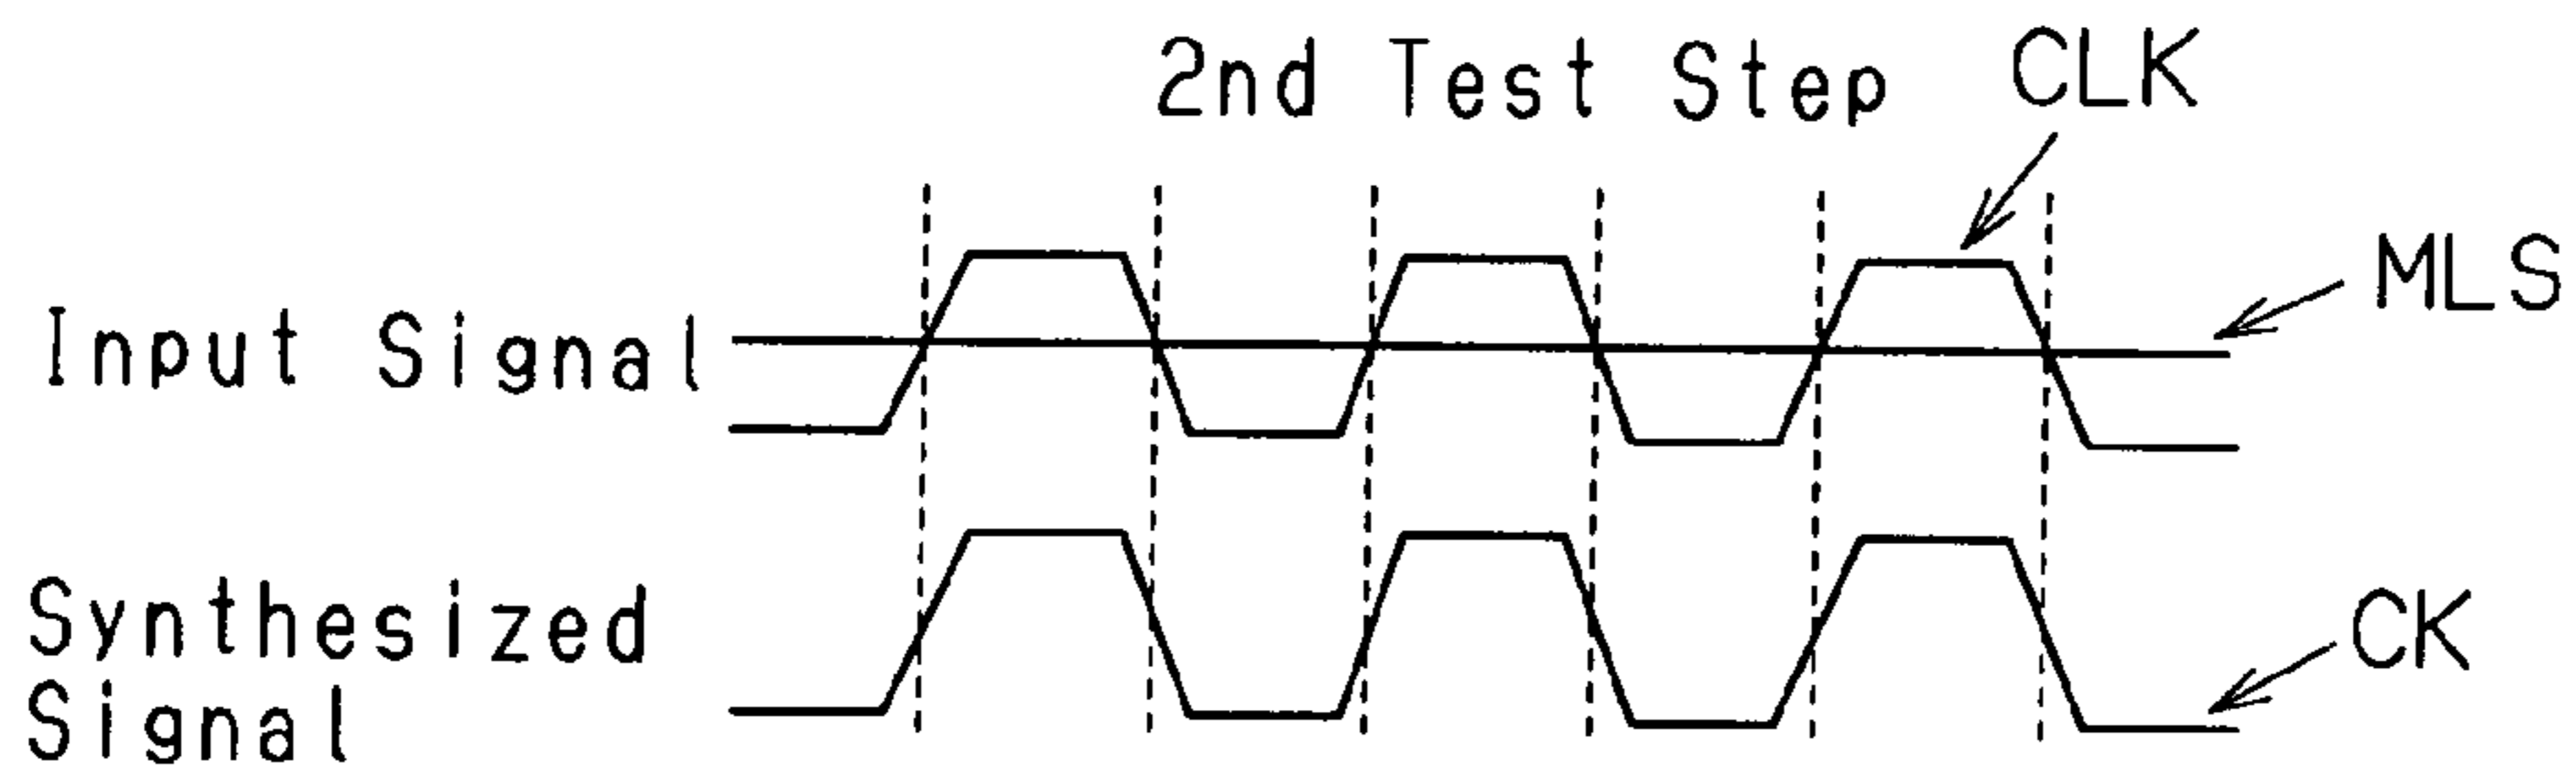 2nd Test Step
CLK
MLS
Input Signal
Synthesized
Signal
CK